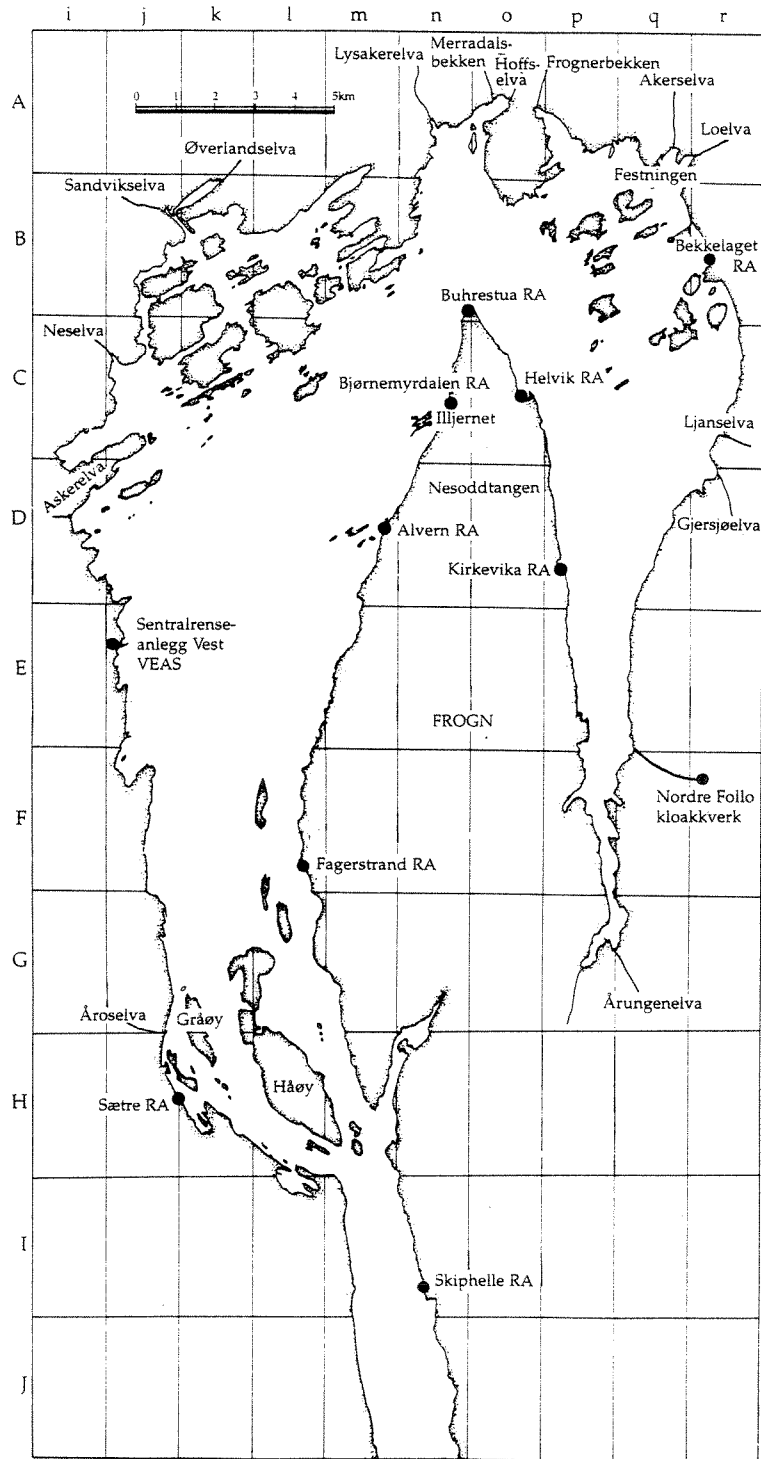 i j k l m n o p q r
Merradals-
bekken
Hoffs-
elva
Lysakerelva
Frognerbekken
Akerselva
A
0 1 2 3 4 5km
Loelva
Øverlandselva
Festningen
Sandvikselva
B
Bekkelaget
RA
Buhrestua RA
Neselva
C
Bjørnemyrdalen RA
Helvik RA
Illjernet
Ljanselva
Askerelva
Nesoddtangen
D
Alvern RA
Gjersjøelva
Kirkevika RA
Sentralrense-
anlegg Vest
VEAS
E
FROGN
Nordre Follo
kloakkverk
F
Fagerstrand RA
G
Årungenelva
Åroselva
Gråøy
Håøy
H
Sætre RA
I
Skiphelle RA
J